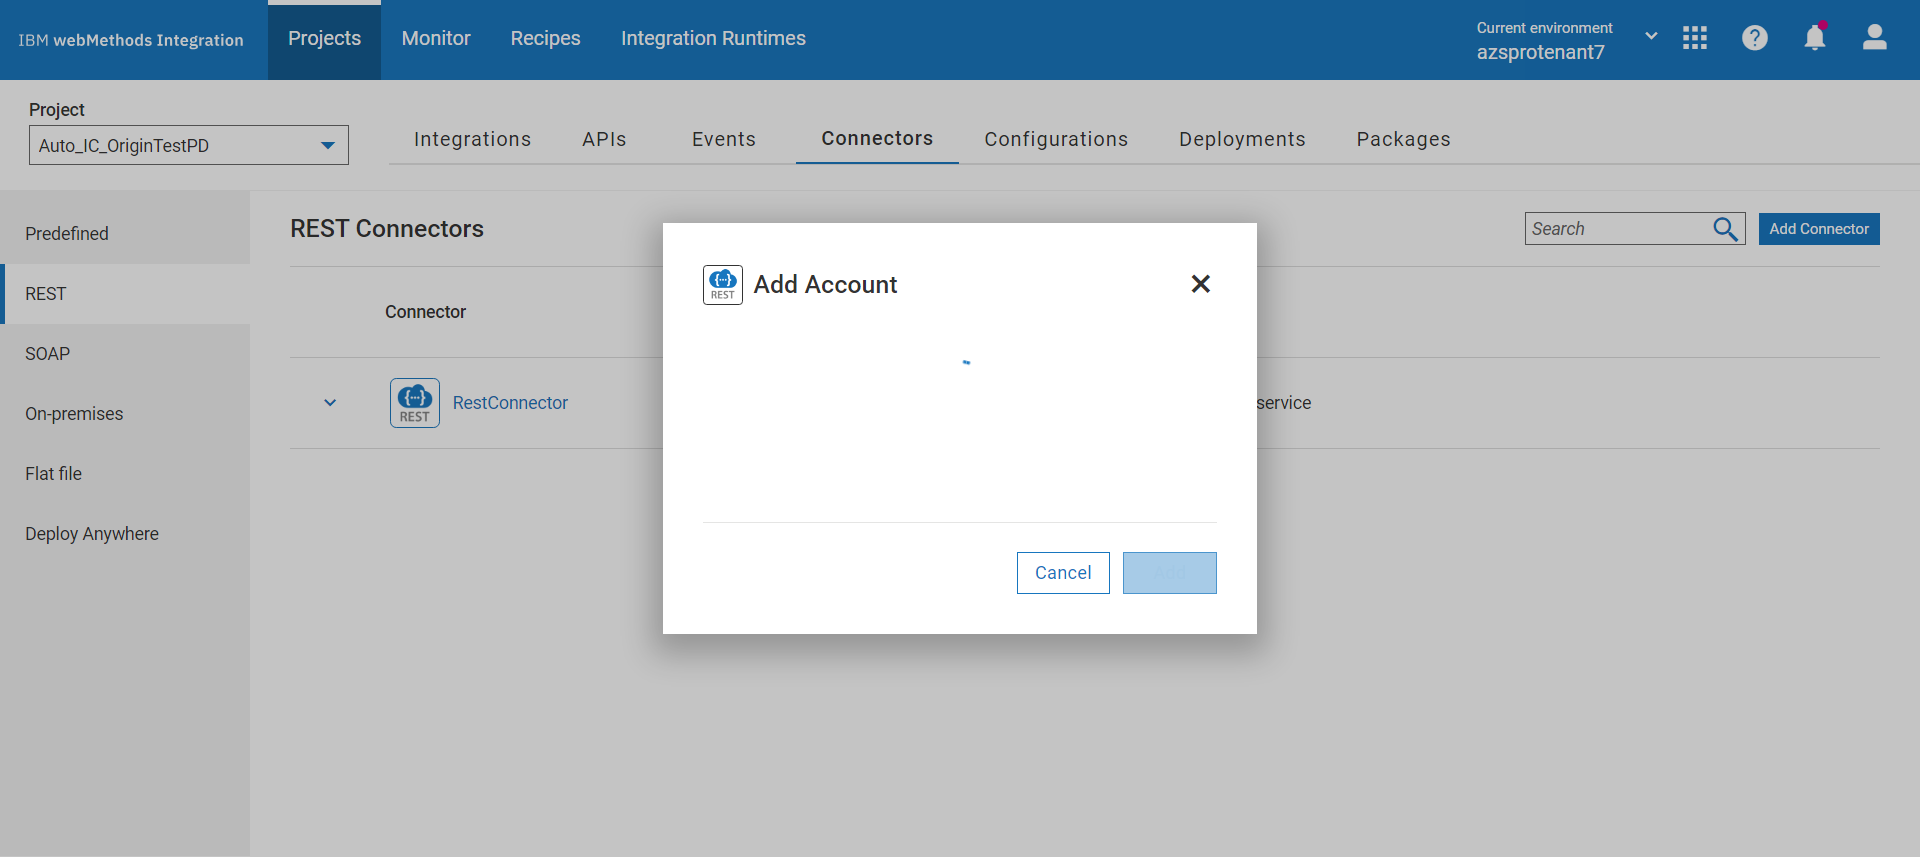 IBM webMethods Integration
Projects
Monitor
Recipes
Integration Runtimes
Current environment
azsprotenant7
Project
Auto_IC_OriginTestPD
Integrations
APIs
Events
Connectors
Configurations
Deployments
Packages
Predefined
REST
SOAP
On-premises
Flat file
Deploy Anywhere
REST Connectors
Search
Add Connector
Connector
REST
RestConnector
service
REST
Add Account
Cancel